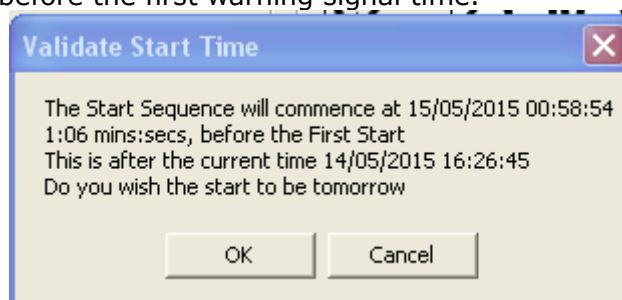 before the first warning signal time.
Validate Start Time
The Start Sequence will commence at 15/05/2015 00:58:54
1:06 mins:secs, before the First Start
This is after the current time 14/05/2015 16:26:45
Do you wish the start to be tomorrow
OK
Cancel